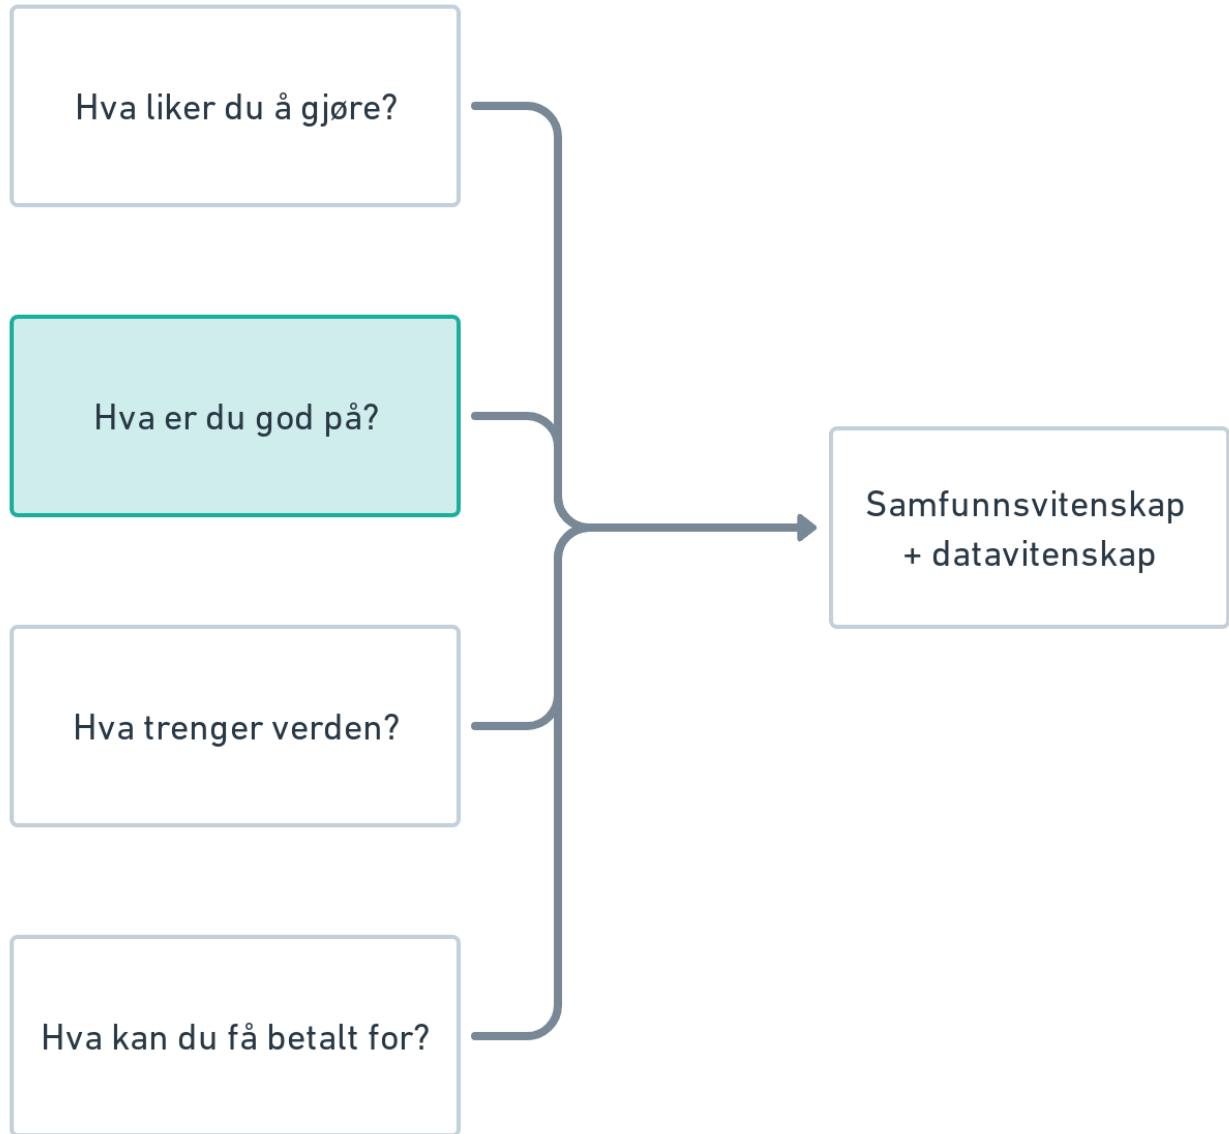 Hva liker du å gjøre?
Hva er du god på?
Hva trenger verden?
Hva kan du få betalt for?
Samfunnsvitenskap
+ datavitenskap